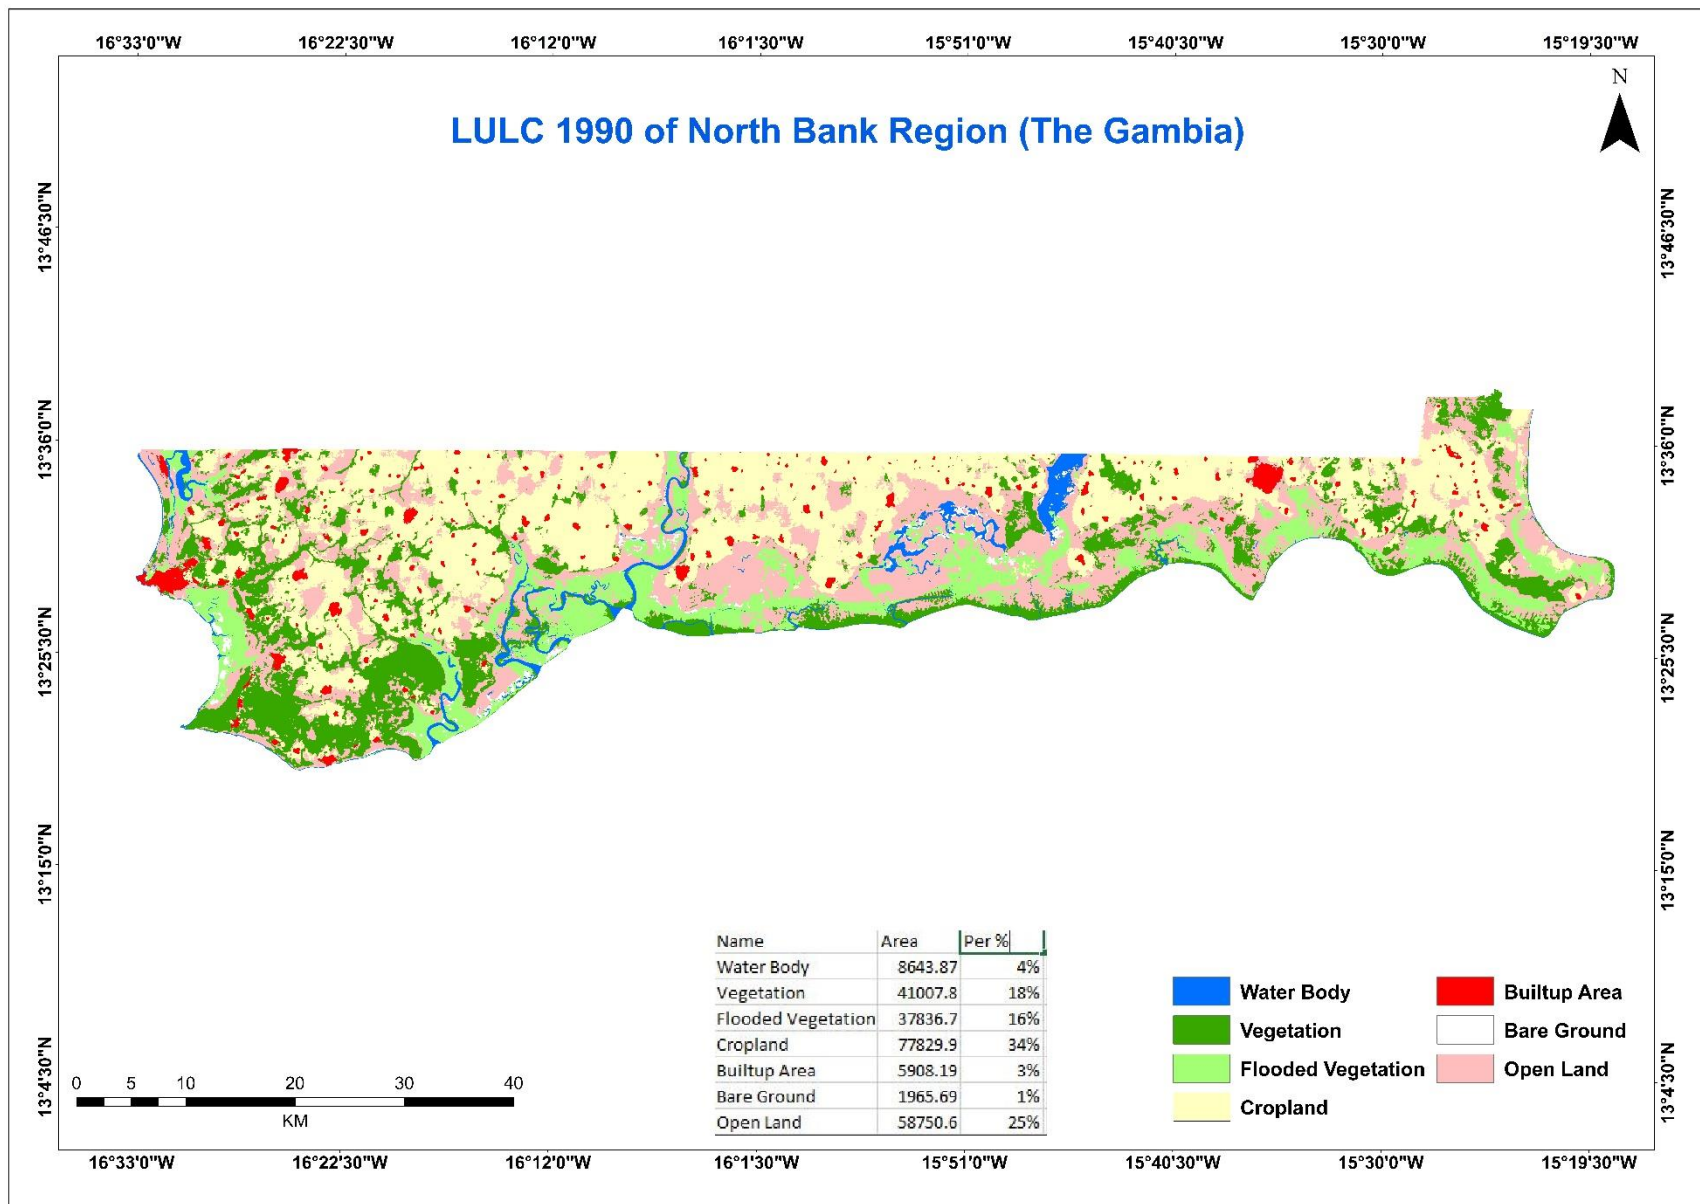 16°33'0"W 16°22'30"W 16°12'0"W 16°1'30"W 15°51'0"W 15°40'30"W 15°30'0"W 15°19'30"W
N
LULC 1990 of North Bank Region (The Gambia)
13°46'30"N 13°46'30"N
13°36'0"N 13°36'0"N
13°25'30"N 13°25'30"N
13°15'0"N 13°15'0"N
13°4'30"N 13°4'30"N
Name Area Per %
Water Body 8643.87 4%
Vegetation 41007.8 18%
Flooded Vegetation 37836.7 16%
Cropland 77829.9 34%
Builtup Area 5908.19 3%
Bare Ground 1965.69 1%
Open Land 58750.6 25%
Water Body
Vegetation
Flooded Vegetation
Cropland
Builtup Area
Bare Ground
Open Land
0 5 10 20 30 40
KM
16°33'0"W 16°22'30"W 16°12'0"W 16°1'30"W 15°51'0"W 15°40'30"W 15°30'0"W 15°19'30"W